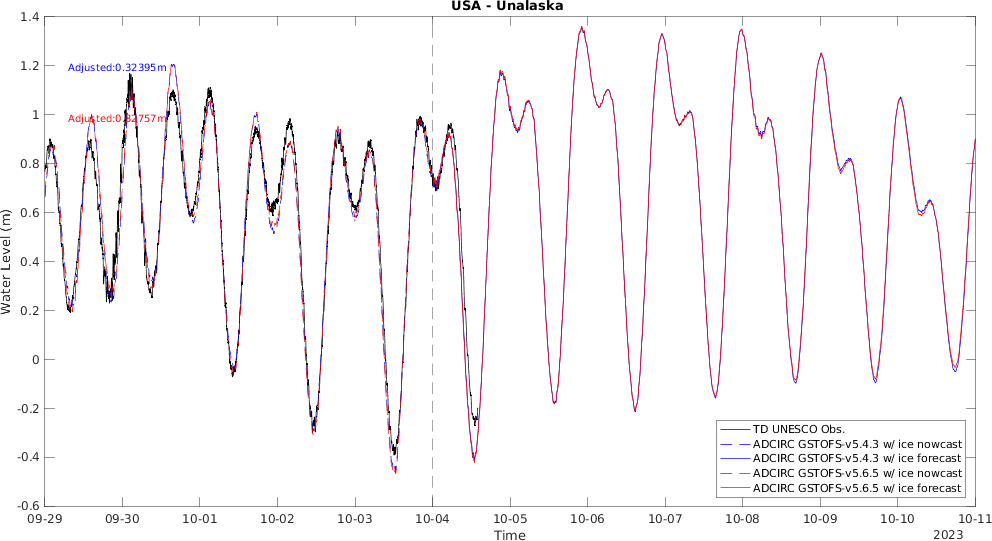 USA - Unalaska
1.4
1.2
1
0.8
0.6
0.4
0.2
0
-0.2
-0.4
-0.6
Water Level (m)
Adjusted:0.32395m
Adjusted:0.32757m
TD UNESCO Obs.
ADCIRC GSTOFS-v5.4.3 w/ ice nowcast
ADCIRC GSTOFS-v5.4.3 w/ ice forecast
ADCIRC GSTOFS-v5.6.5 w/ ice nowcast
ADCIRC GSTOFS-v5.6.5 w/ ice forecast
09-29 09-30 10-01 10-02 10-03 10-04 10-05 10-06 10-07 10-08 10-09 10-10 10-11
Time
2023